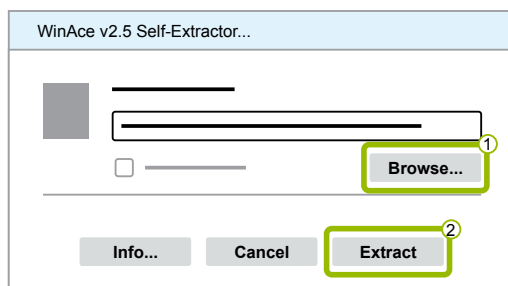 WinAce v2.5 Self-Extractor...
1
Browse...
2
Info... Cancel Extract